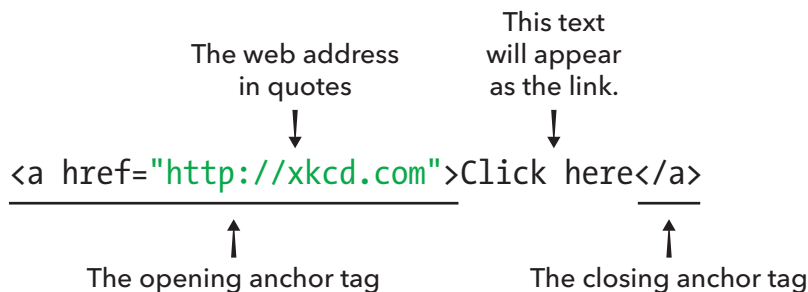 The web address
in quotes
This text
will appear
as the link.
<a href="http://xkcd.com">Click here</a>
The opening anchor tag
The closing anchor tag